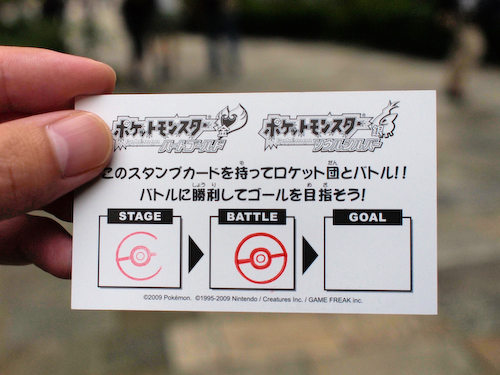 ポケットモンスター ポケットモンスター
ハートゴールド ソウルシルバー
このスタンプカードを持ってロケット団とバトル!!
バトルに勝利してゴールを目指そう!
STAGE BATTLE GOAL
©2009 Pokémon. ©1995-2009 Nintendo / Creatures Inc. / GAME FREAK inc.